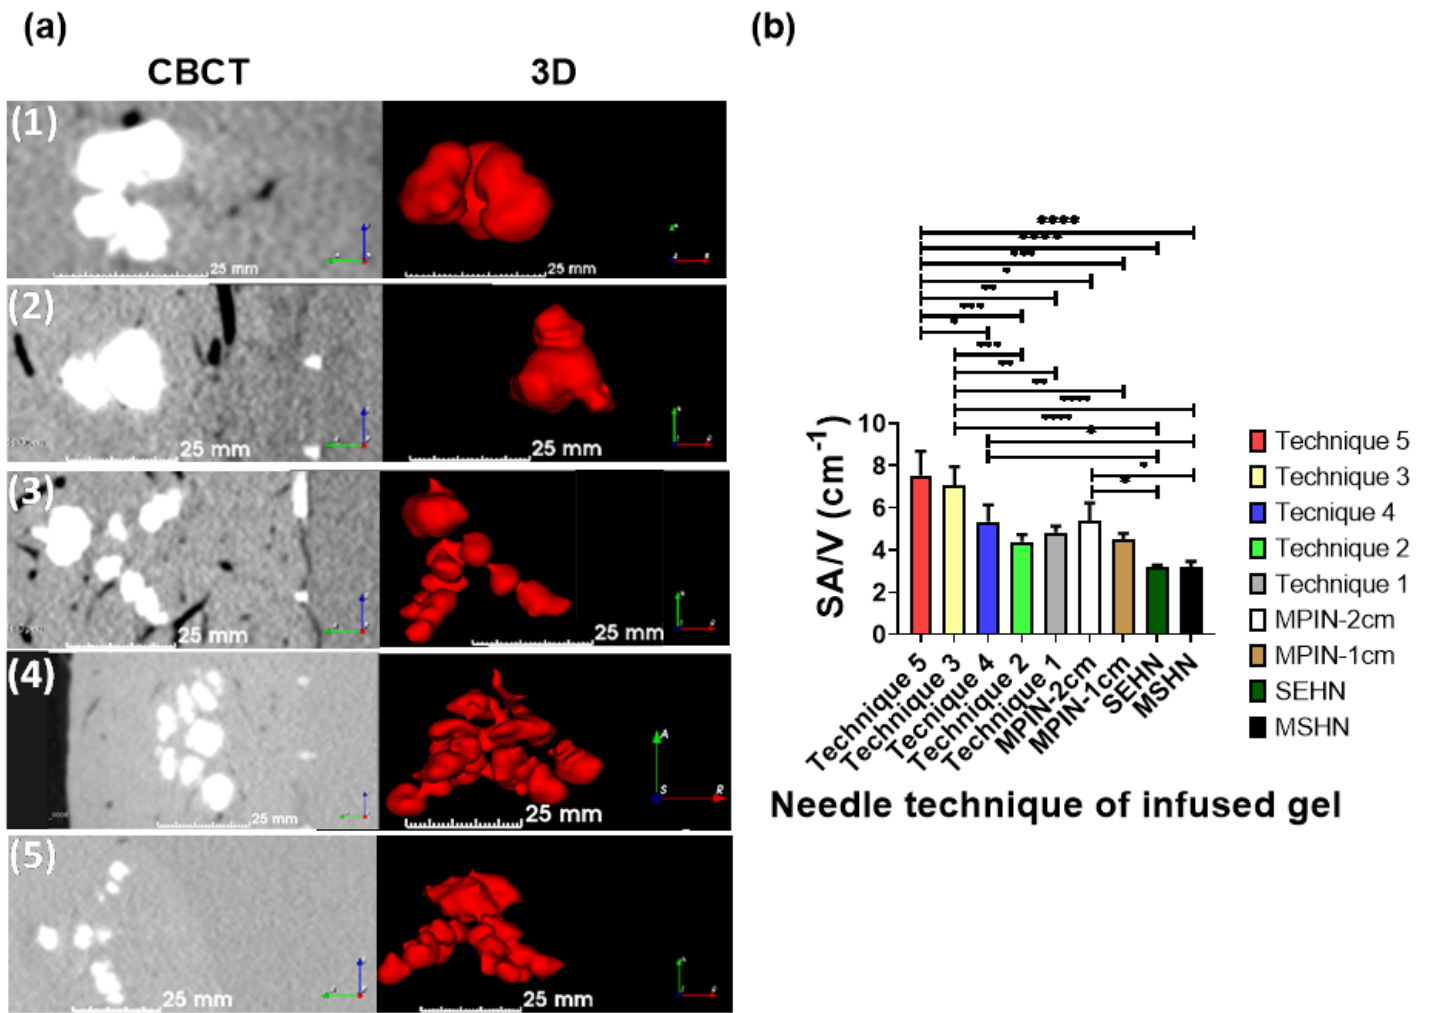 (a)
CBCT
3D
(1)
25 mm
25 mm
(2)
25 mm
25 mm
(3)
25 mm
25 mm
(4)
25 mm
25 mm
A
S
R
(5)
25 mm
25 mm
(b)
****
****
***
*
**
***
*
***
**
**
****
****
*
*
*
SA/V (cm⁻¹)
10
8
6
4
2
0
Technique 5
Technique 3
Tecnique 4
Technique 2
Technique 1
MPIN-2cm
MPIN-1cm
SEHN
MSHN
Needle technique of infused gel
Technique 5
Technique 3
Tecnique 4
Technique 2
Technique 1
MPIN-2cm
MPIN-1cm
SEHN
MSHN